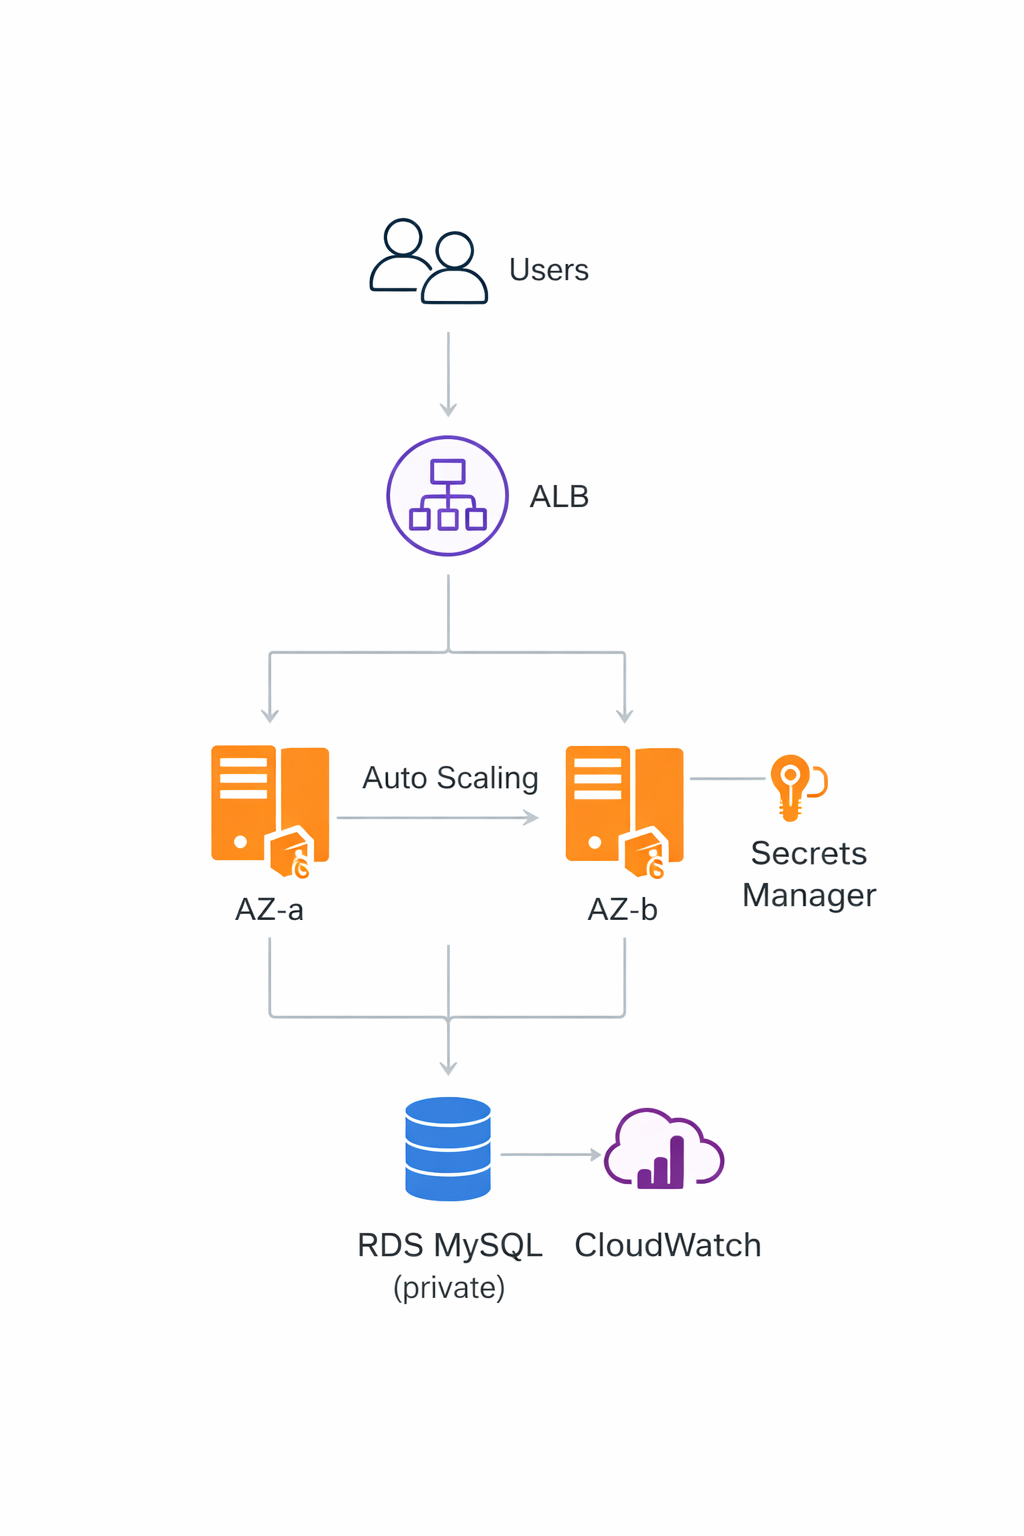 Users
ALB
Auto Scaling
AZ-a
AZ-b
Secrets
Manager
RDS MySQL
(private)
CloudWatch